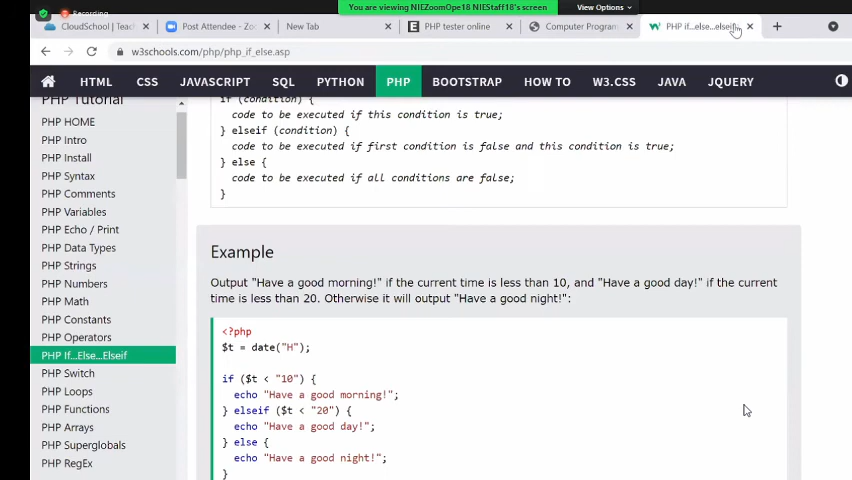 Recording
You are viewing NIEZoomOpe18 NIEStaff18's screen
View Options
CloudSchool | Teac
Post Attendee - Zo
New Tab
PHP tester online
Computer Program
PHP if...else...elseif
w3schools.com/php/php_if_else.asp
HTML CSS JAVASCRIPT SQL PYTHON PHP BOOTSTRAP HOW TO W3.CSS JAVA JQUERY
PHP Tutorial
PHP HOME
PHP Intro
PHP Install
PHP Syntax
PHP Comments
PHP Variables
PHP Echo / Print
PHP Data Types
PHP Strings
PHP Numbers
PHP Math
PHP Constants
PHP Operators
PHP If...Else...Elseif
PHP Switch
PHP Loops
PHP Functions
PHP Arrays
PHP Superglobals
PHP RegEx
if (condition) {
code to be executed if this condition is true;
} elseif (condition) {
code to be executed if first condition is false and this condition is true;
} else {
code to be executed if all conditions are false;
}
Example
Output "Have a good morning!" if the current time is less than 10, and "Have a good day!" if the current
time is less than 20. Otherwise it will output "Have a good night!":
<?php
$t = date("H");
if ($t < "10") {
echo "Have a good morning!";
} elseif ($t < "20") {
echo "Have a good day!";
} else {
echo "Have a good night!";
}